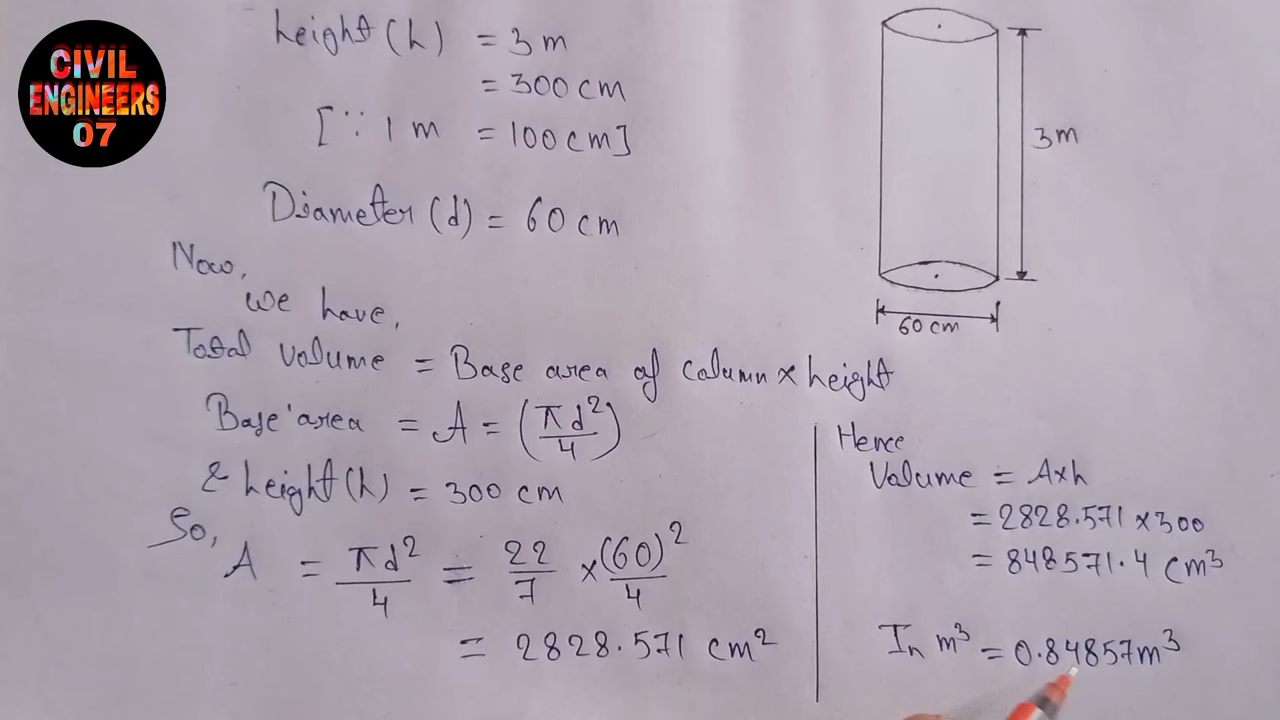 CIVIL
ENGINEERS
07
height (h) = 3 m
= 300 cm
[∵ 1 m = 100 cm]
Diameter (d) = 60 cm
3m
60 cm
Now,
we have,
Total volume = Base area of column × height
Base area = A = (πd²/4)
& height (h) = 300 cm
So,
A = πd²/4 = 22/7 × (60)²/4
= 2828.571 cm²
Hence
Volume = A×h
= 2828.571 × 300
= 848571.4 cm³
In m³ = 0.84857m³